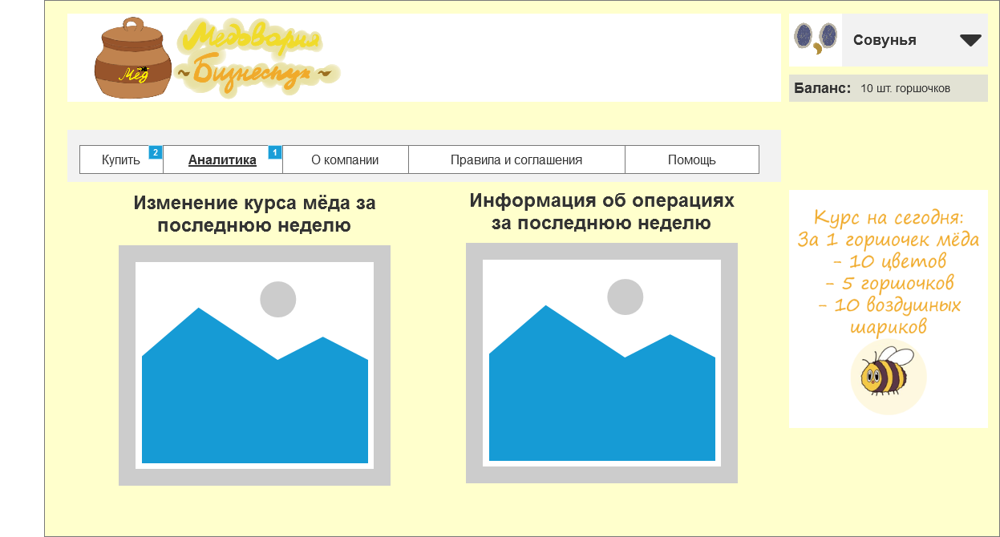 Мёд
Медовария
~Бизнеспух~
Совунья
Баланс: 10 шт. горшочков
Купить 2 Аналитика 1 О компании Правила и соглашения Помощь
Изменение курса мёда за
последнюю неделю
Информация об операциях
за последнюю неделю
Курс на сегодня:
За 1 горшочек мёда
- 10 цветов
- 5 горшочков
- 10 воздушных
шариков